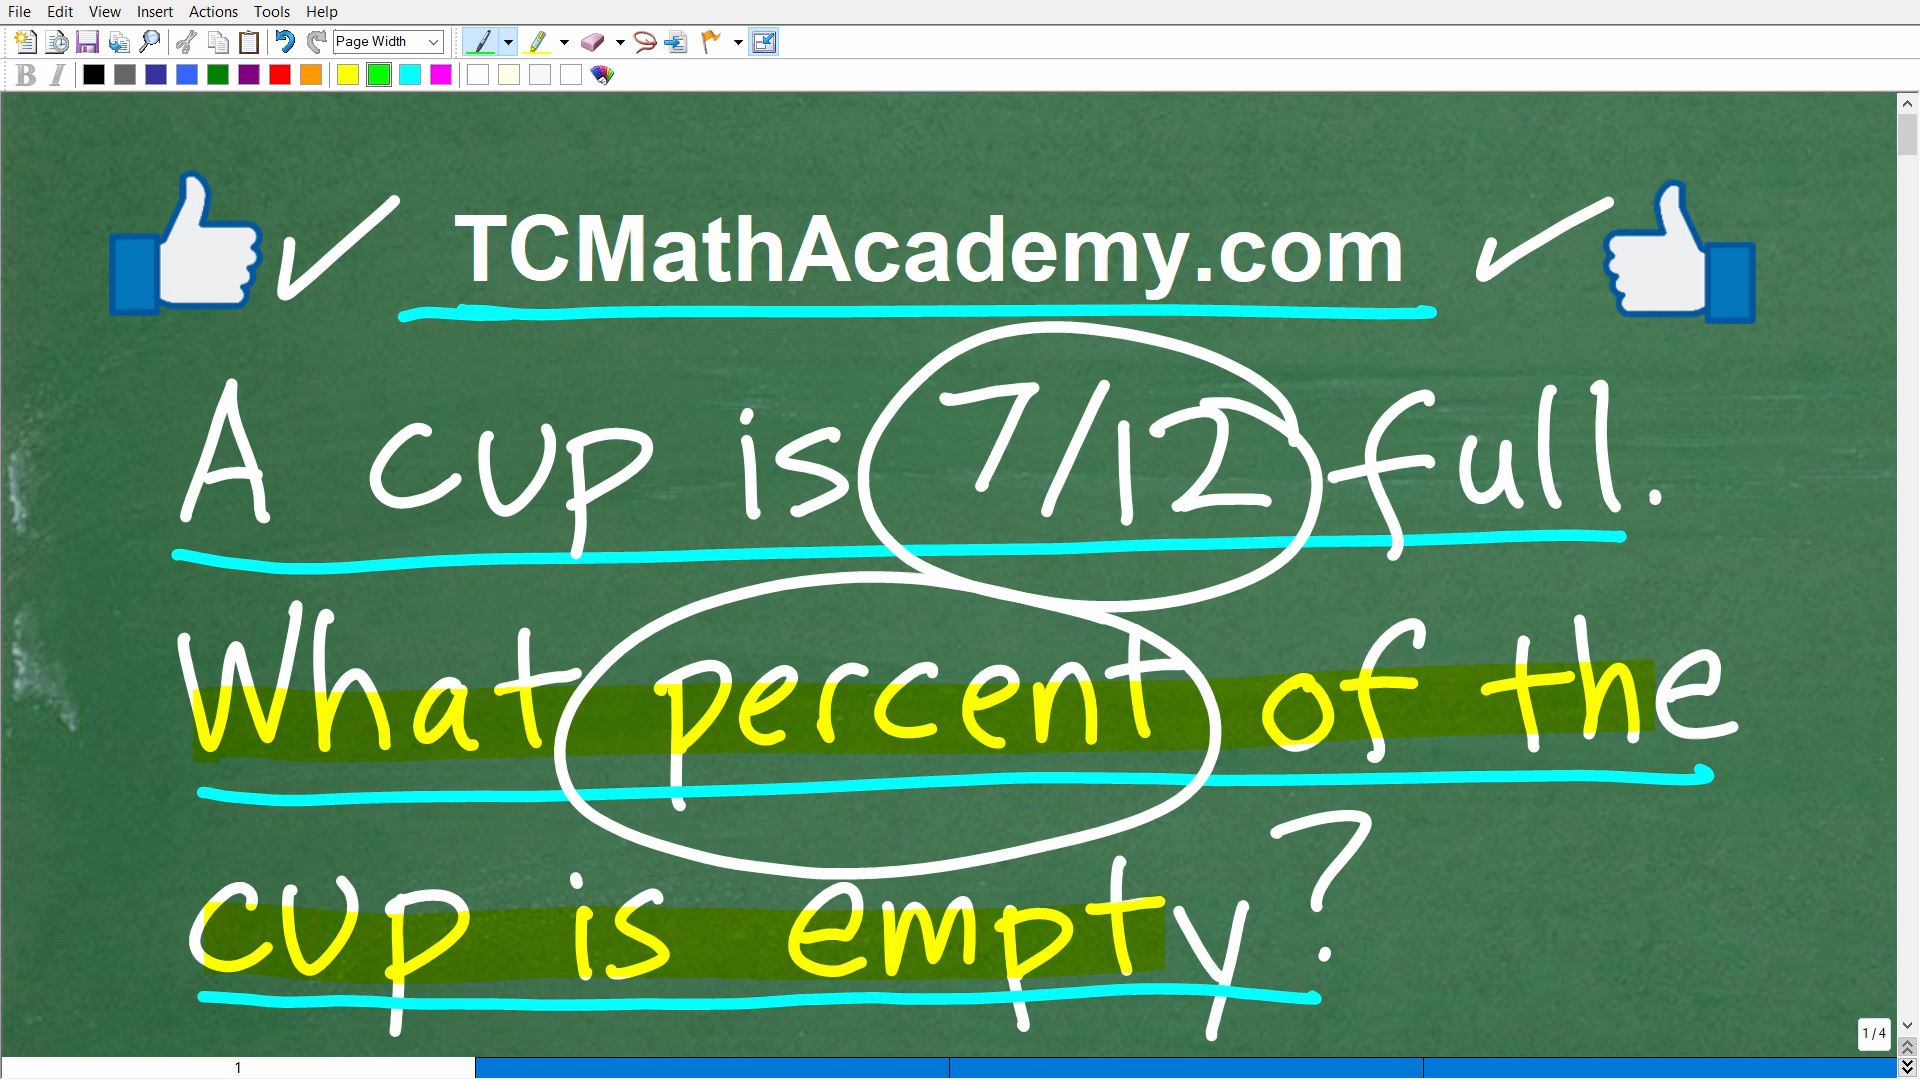 File Edit View Insert Actions Tools Help
Page Width
B I
TCMathAcademy.com
A cup is 7/12 full.
What percent of the
cup is empty?
1 / 4
1